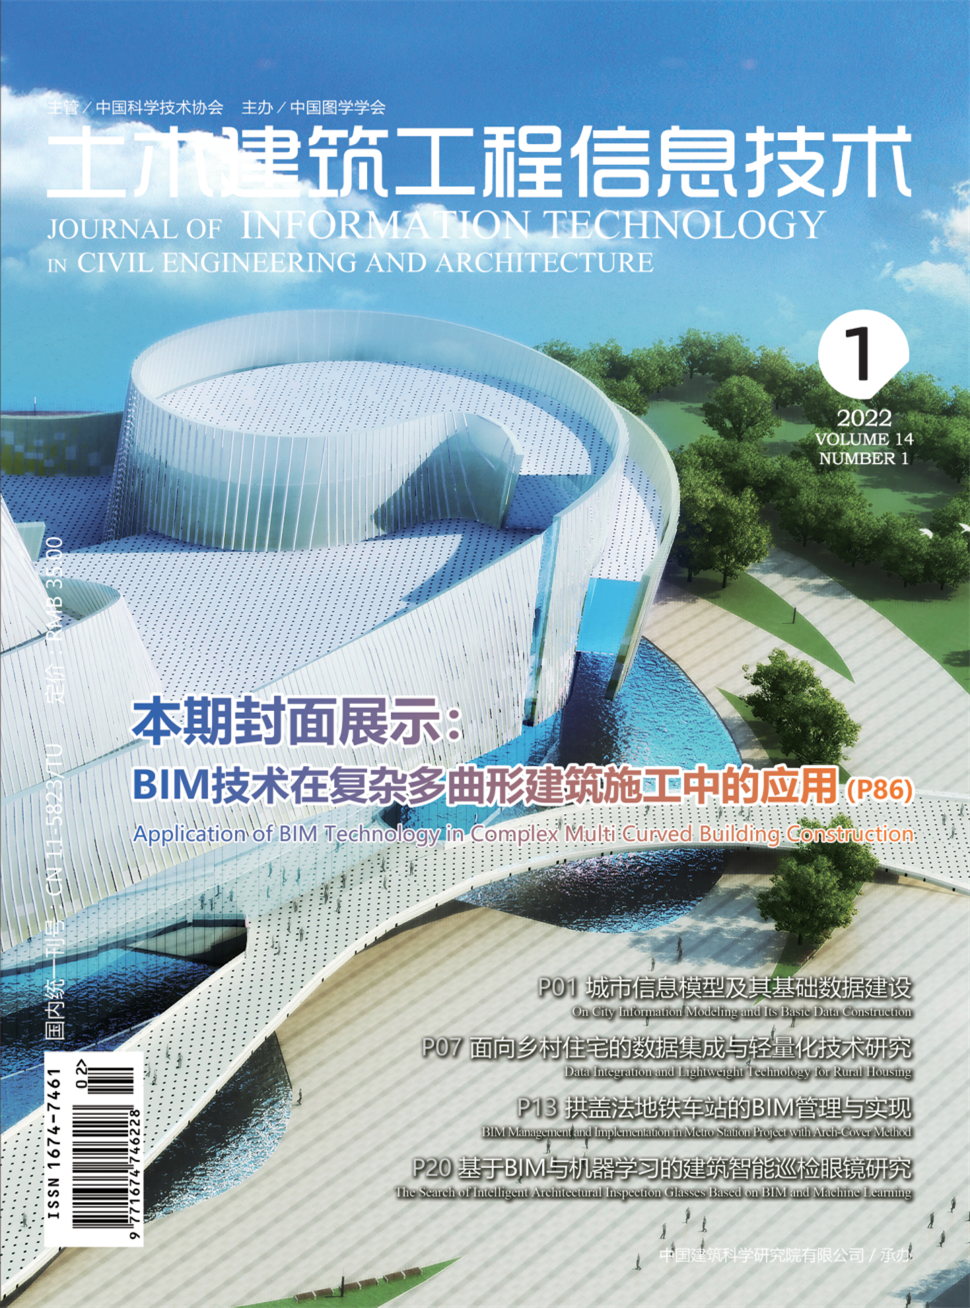 主管／中国科学技术协会　主办／中国图学学会
土木建筑工程信息技术
JOURNAL OF INFORMATION TECHNOLOGY
IN CIVIL ENGINEERING AND ARCHITECTURE
1
2022
VOLUME 14
NUMBER 1
国内统一刊号：CN 11-5823/TU　定价：RMB 35.00
本期封面展示：
BIM技术在复杂多曲形建筑施工中的应用 (P86)
Application of BIM Technology in Complex Multi Curved Building Construction
P01 城市信息模型及其基础数据建设
On City Information Modeling and Its Basic Data Construction
P07 面向乡村住宅的数据集成与轻量化技术研究
Data Integration and Lightweight Technology for Rural Housing
P13 拱盖法地铁车站的BIM管理与实现
BIM Management and Implementation in Metro Station Project with Arch-Cover Method
P20 基于BIM与机器学习的建筑智能巡检眼镜研究
The Search of Intelligent Architectural Inspection Glasses Based on BIM and Machine Learning
ISSN 1674-7461
02>
9 771674 746228
中国建筑科学研究院有限公司 / 承办